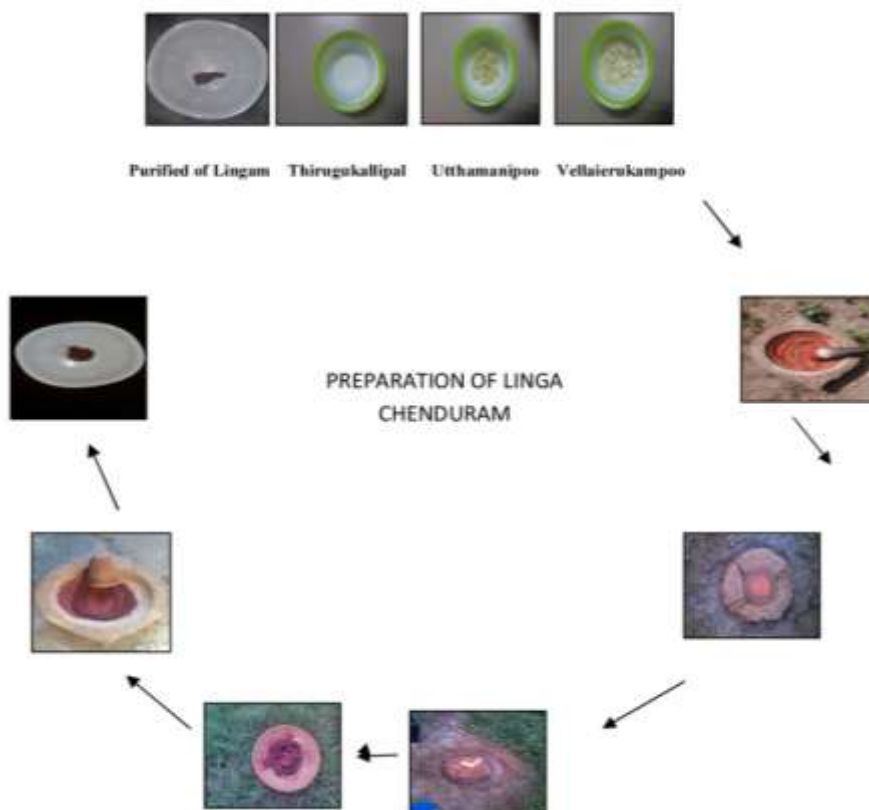 Purified of Lingam Thirugukallipal Utthamanipoo Vellaierukampoo
PREPARATION OF LINGA
CHENDURAM